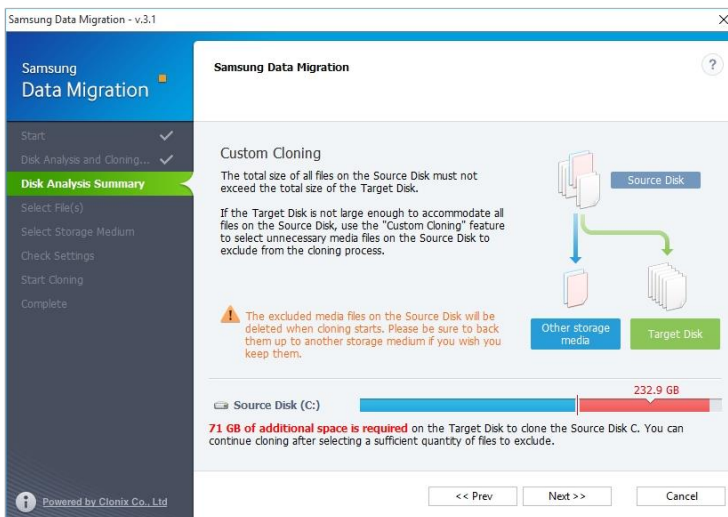 Samsung Data Migration - v.3.1
Samsung
Data Migration
Samsung Data Migration
?
Start
Disk Analysis and Cloning...
Disk Analysis Summary
Select File(s)
Select Storage Medium
Check Settings
Start Cloning
Complete
Custom Cloning
The total size of all files on the Source Disk must not
exceed the total size of the Target Disk.
If the Target Disk is not large enough to accommodate all
files on the Source Disk, use the "Custom Cloning" feature
to select unnecessary media files on the Source Disk to
exclude from the cloning process.
Source Disk
Other storage
media
Target Disk
The excluded media files on the Source Disk will be
deleted when cloning starts. Please be sure to back
them up to another storage medium if you wish you
keep them.
232.9 GB
Source Disk (C:)
71 GB of additional space is required on the Target Disk to clone the Source Disk C. You can
continue cloning after selecting a sufficient quantity of files to exclude.
Powered by Clonix Co., Ltd
<< Prev
Next >>
Cancel